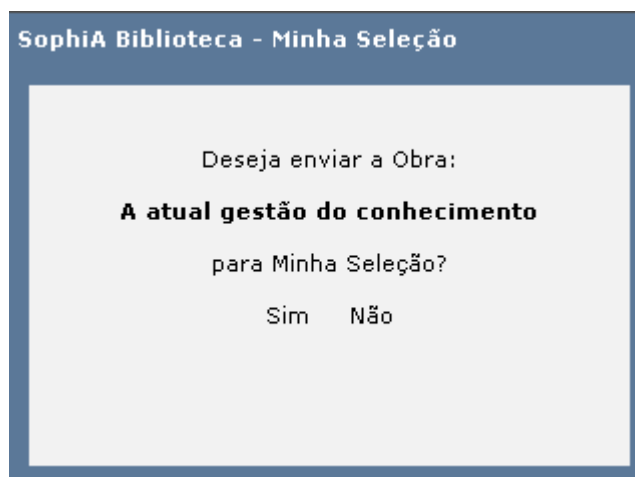 SophiA Biblioteca - Minha Seleção
Deseja enviar a Obra:
A atual gestão do conhecimento
para Minha Seleção?
Sim Não